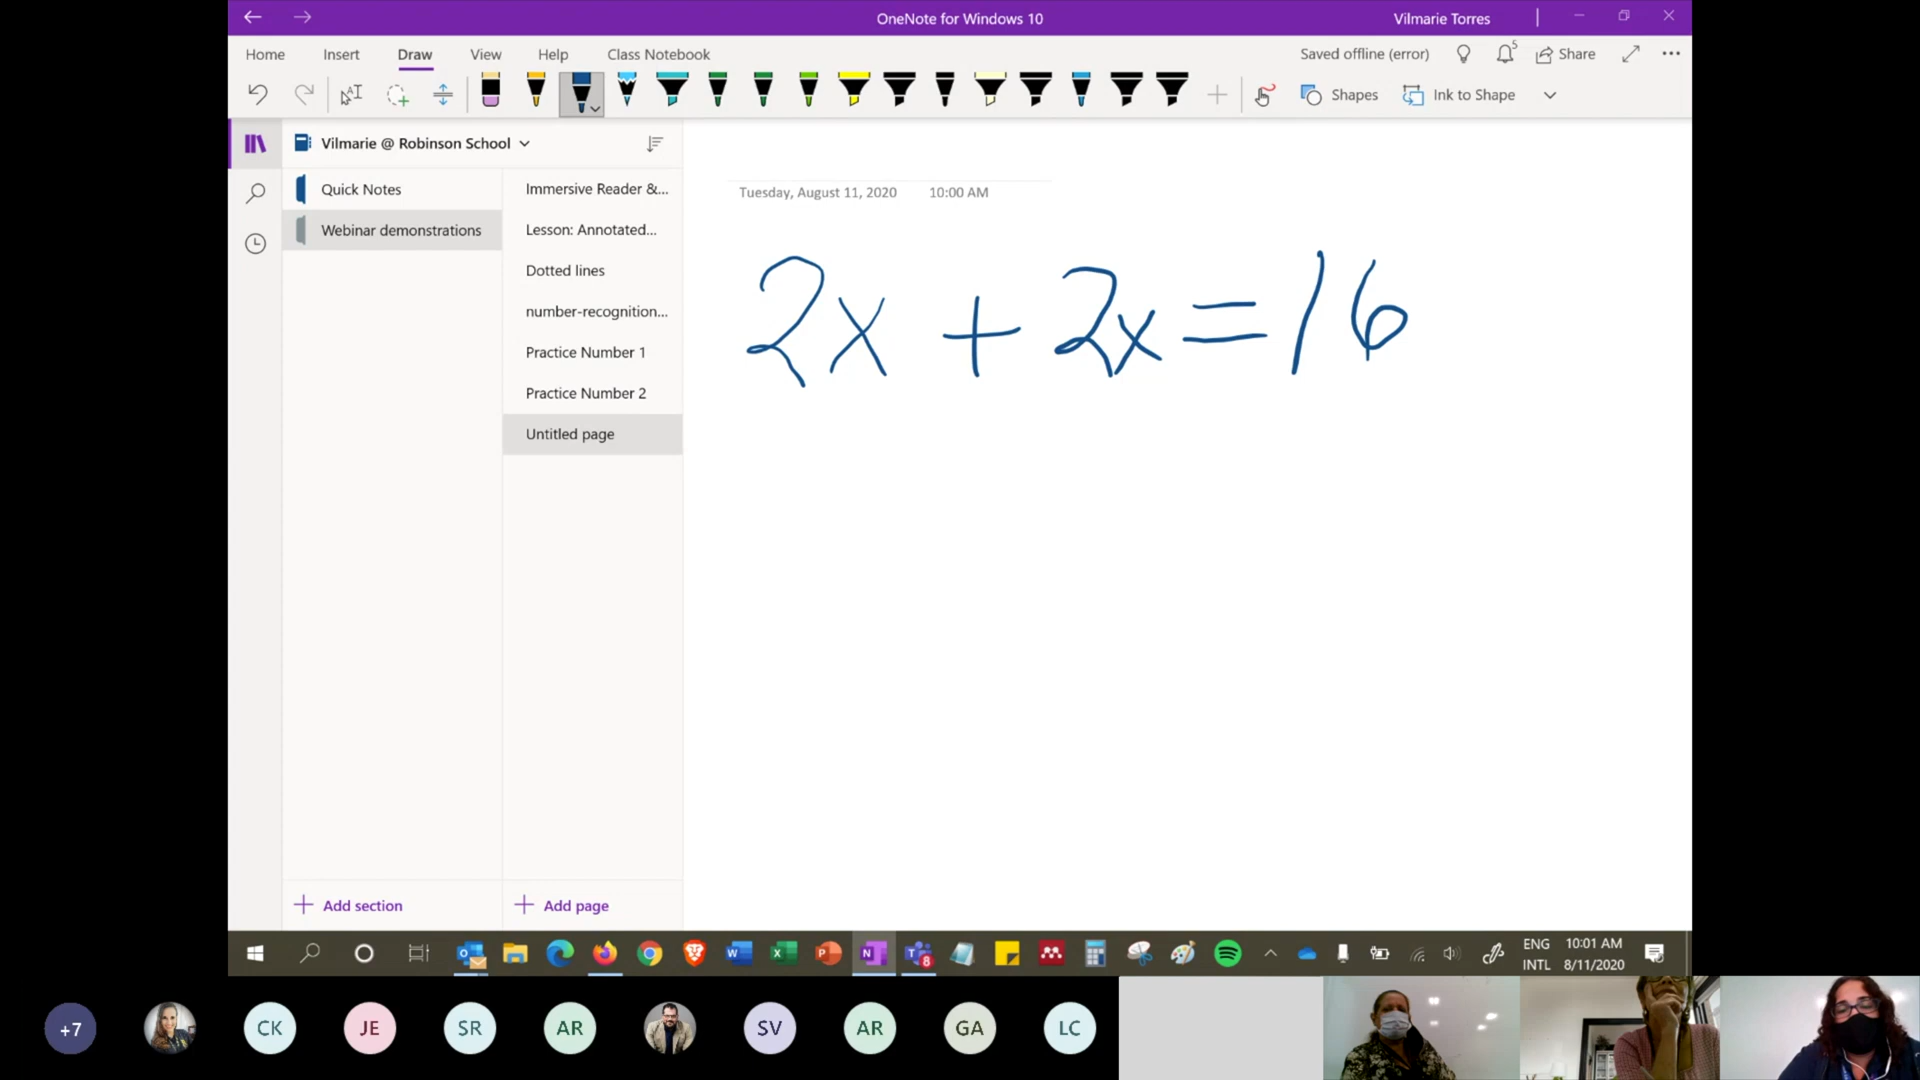 OneNote for Windows 10
Vilmarie Torres
Home Insert Draw View Help Class Notebook
Saved offline (error)
5
Share
Shapes
Ink to Shape
Vilmarie @ Robinson School
Quick Notes
Webinar demonstrations
Immersive Reader &...
Lesson: Annotated...
Dotted lines
number-recognition...
Practice Number 1
Practice Number 2
Untitled page
Tuesday, August 11, 2020 10:00 AM
2x + 2x = 16
Add section
Add page
8
ENG
INTL
10:01 AM
8/11/2020
+7 CK JE SR AR SV AR GA LC